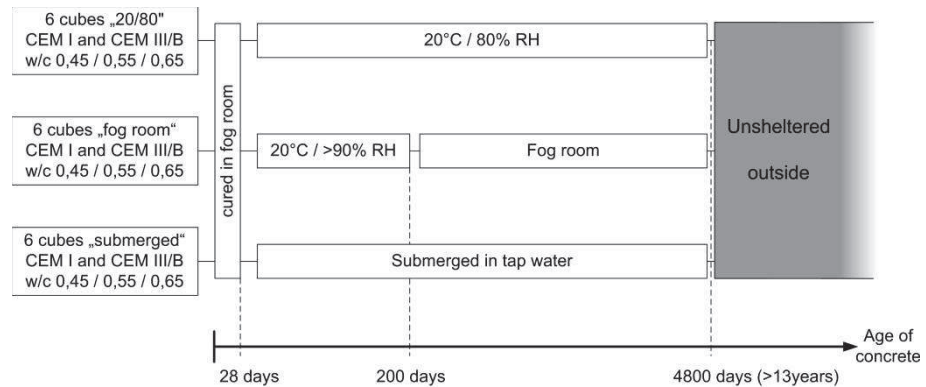 6 cubes „20/80"
CEM I and CEM III/B
w/c 0,45 / 0,55 / 0,65
cured in fog room
20°C / 80% RH
6 cubes „fog room“
CEM I and CEM III/B
w/c 0,45 / 0,55 / 0,65
20°C / >90% RH
Fog room
Unsheltered
outside
6 cubes „submerged“
CEM I and CEM III/B
w/c 0,45 / 0,55 / 0,65
Submerged in tap water
Age of
concrete
28 days
200 days
4800 days (>13years)